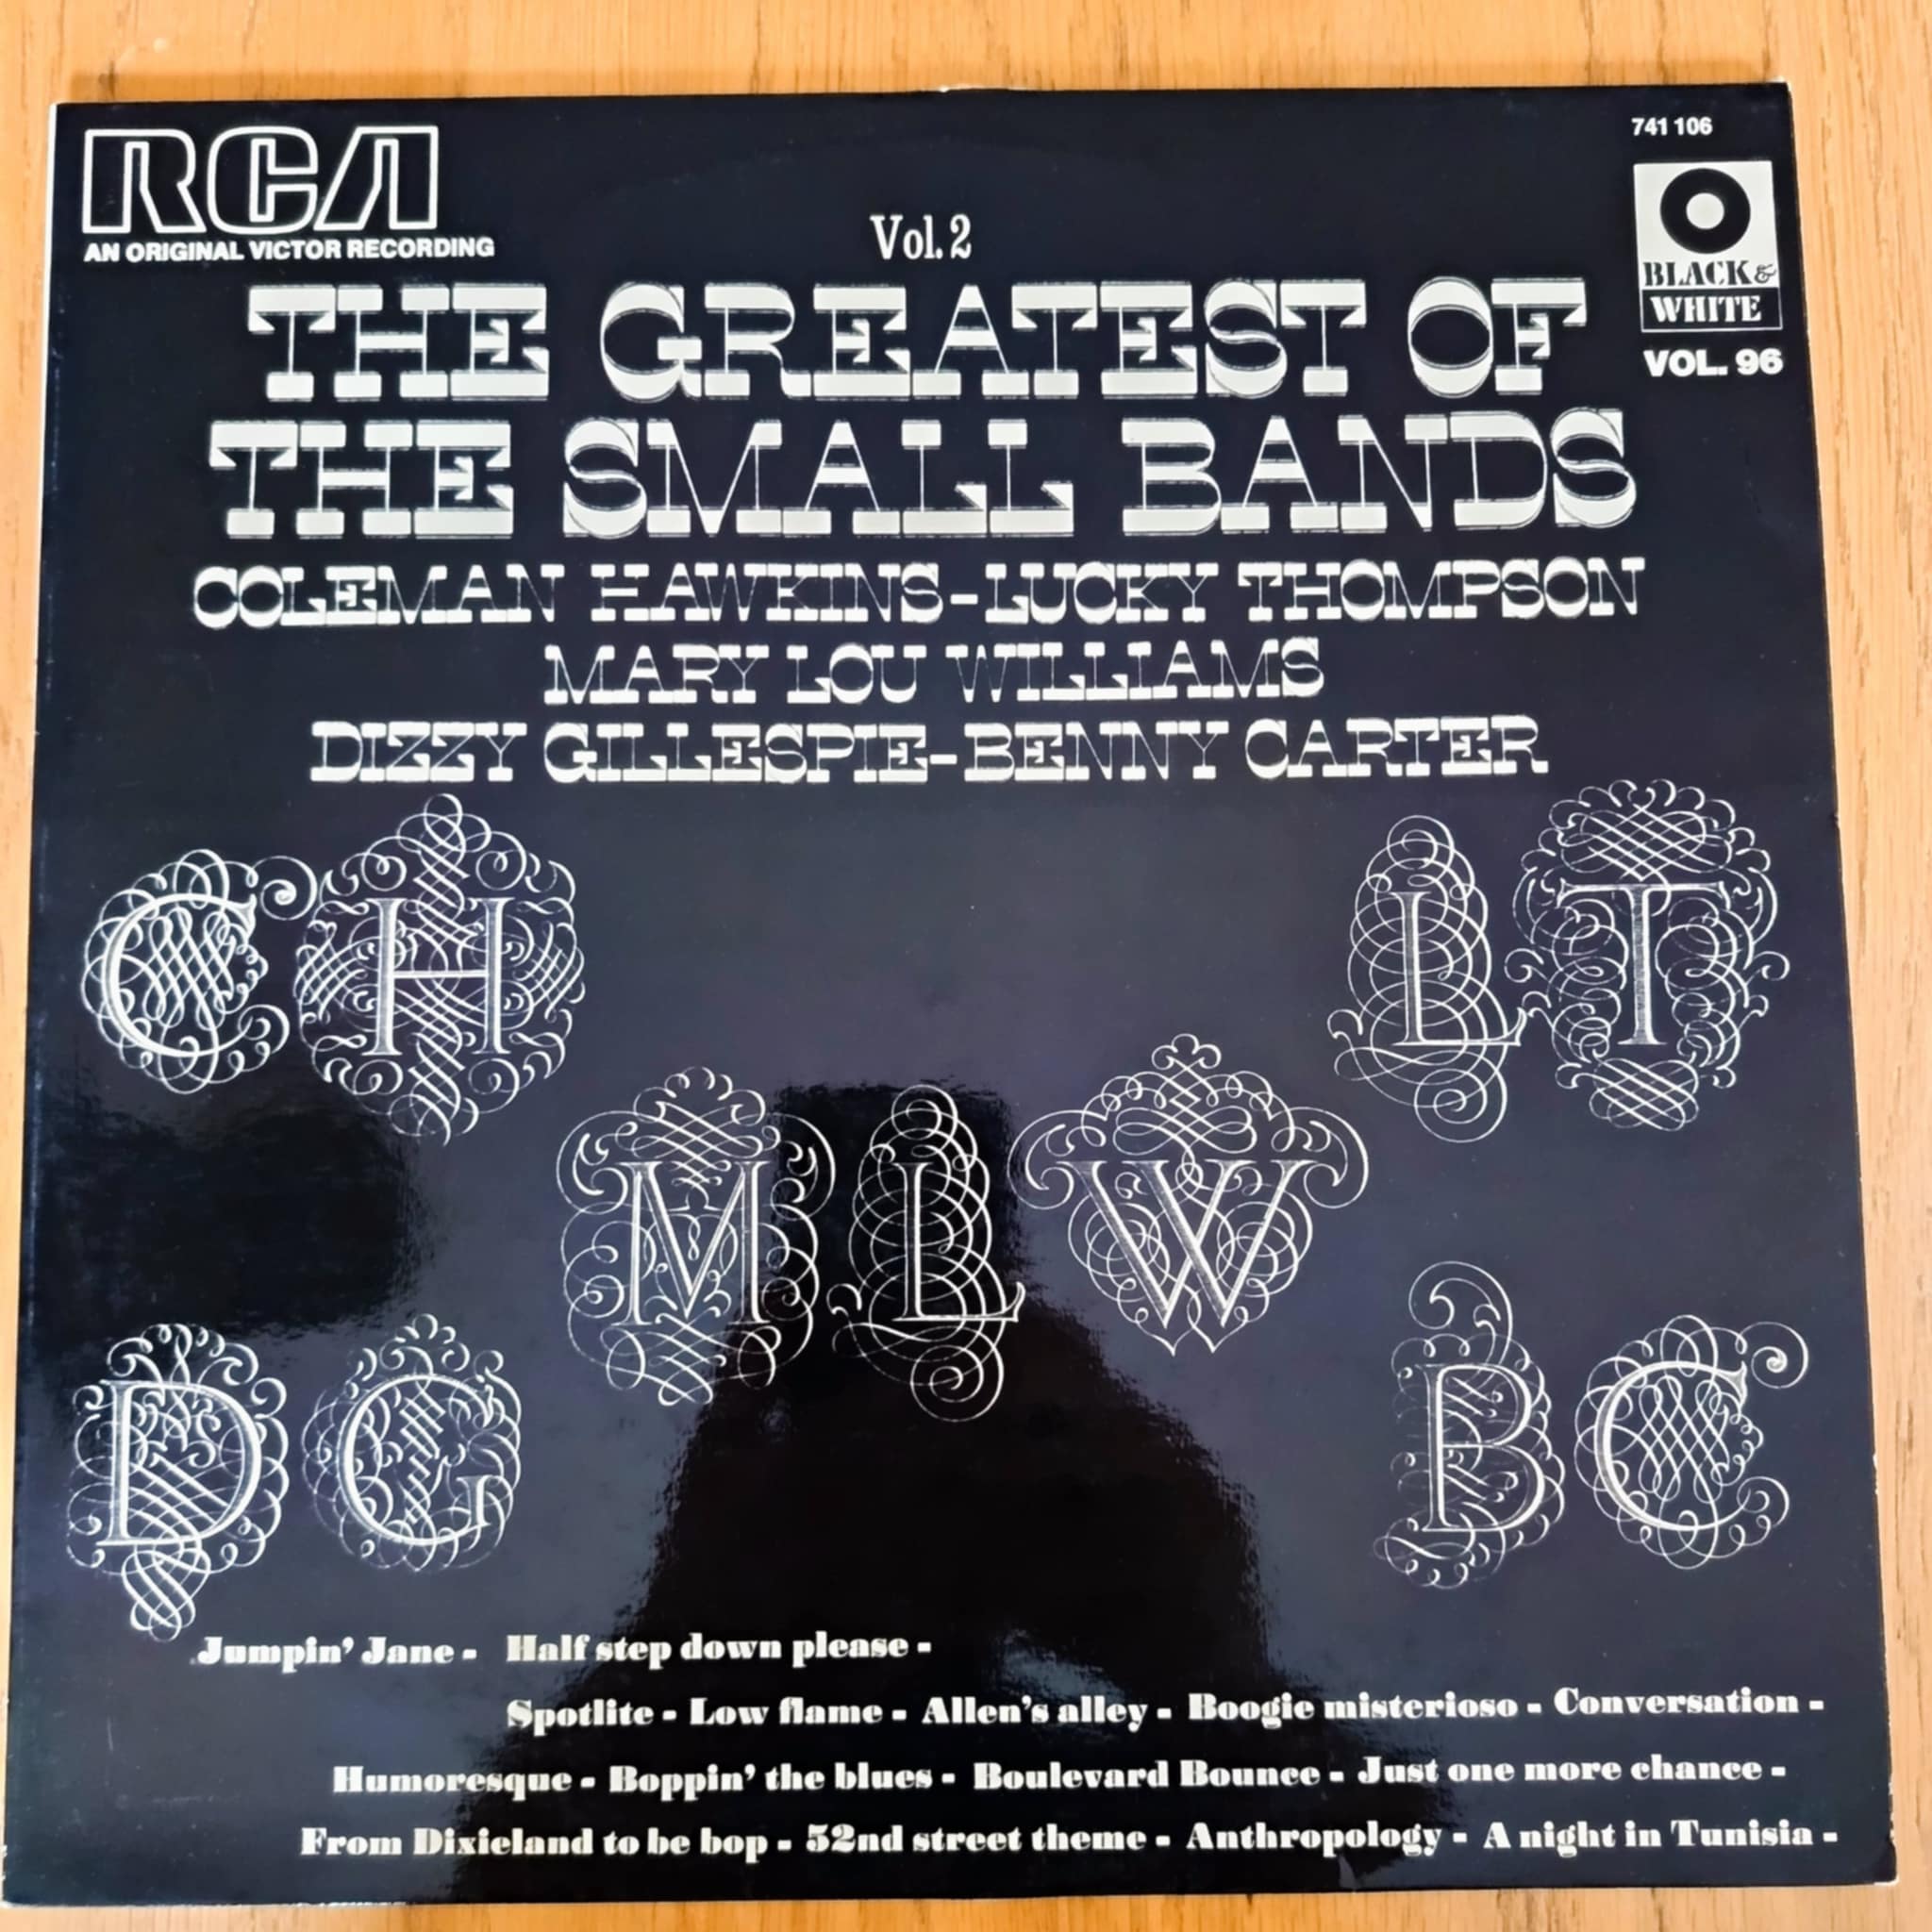 RCA
AN ORIGINAL VICTOR RECORDING
741 106
BLACK &
WHITE
VOL. 96
Vol. 2
THE GREATEST OF
THE SMALL BANDS
COLEMAN HAWKINS-LUCKY THOMPSON
MARY LOU WILLIAMS
DIZZY GILLESPIE-BENNY CARTER
C H
L T
M L W
D G
B C
Jumpin' Jane - Half step down please -
Spotlite - Low flame - Allen's alley - Boogie misterioso - Conversation -
Humoresque - Boppin' the blues - Boulevard Bounce - Just one more chance -
From Dixieland to be bop - 52nd street theme - Anthropology - A night in Tunisia -